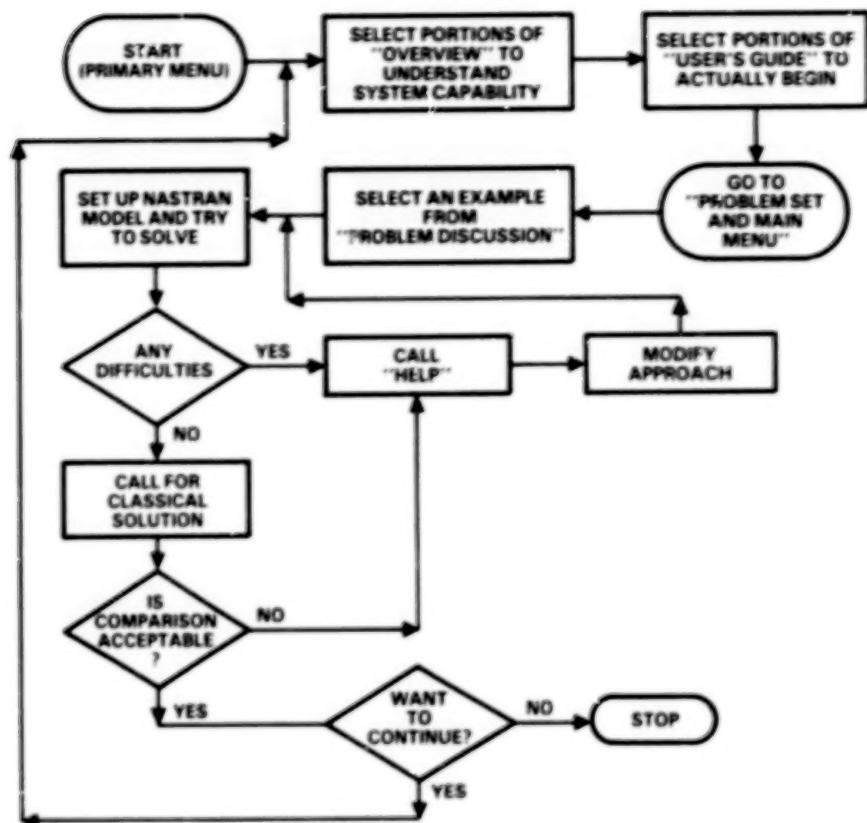 START
(PRIMARY MENU)
SELECT PORTIONS OF
"OVERVIEW" TO
UNDERSTAND
SYSTEM CAPABILITY
SELECT PORTIONS OF
"USER'S GUIDE" TO
ACTUALLY BEGIN
SET UP NASTRAN
MODEL AND TRY
TO SOLVE
SELECT AN EXAMPLE
FROM
"PROBLEM DISCUSSION"
GO TO
"PROBLEM SET
AND MAIN
MENU"
ANY
DIFFICULTIES
YES
CALL
"HELP"
MODIFY
APPROACH
NO
CALL FOR
CLASSICAL
SOLUTION
IS
COMPARISON
ACCEPTABLE
?
NO
YES
WANT
TO
CONTINUE?
NO
STOP
YES